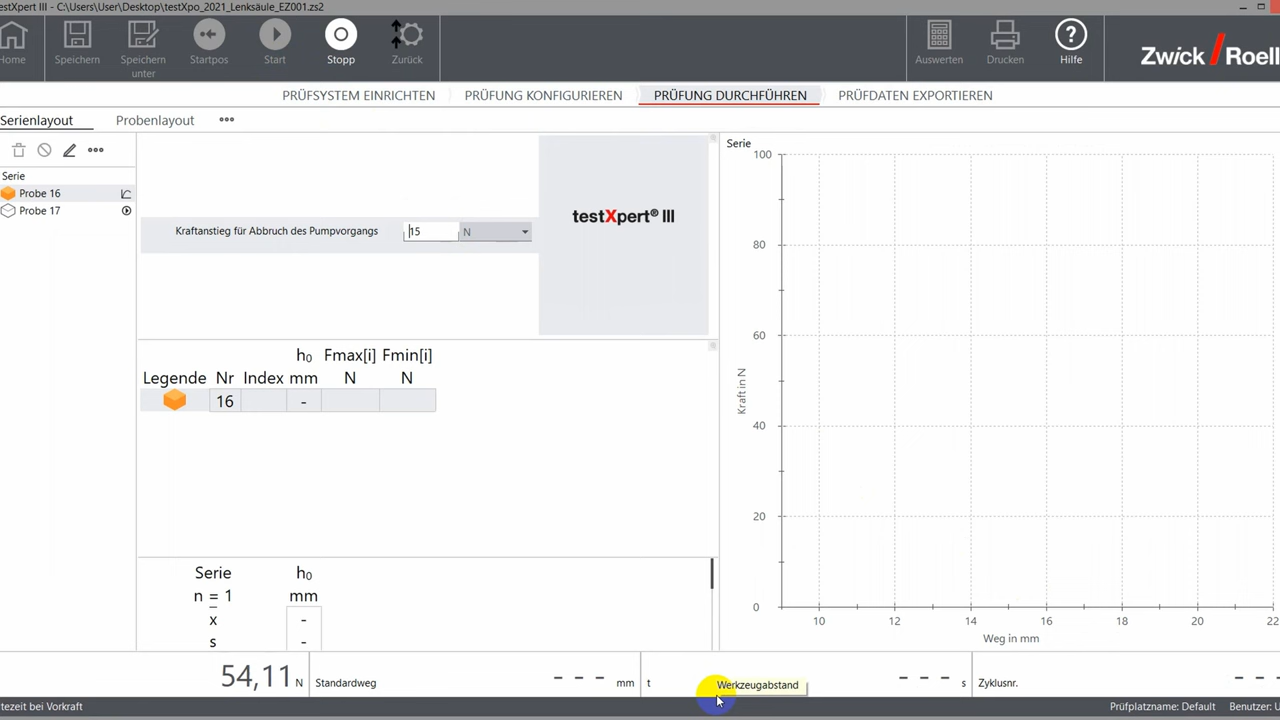 estXpert III - C:\Users\User\Desktop\testXpo_2021_Lenksäule_EZ001.zs2
Home
Speichern
Speichern
unter
Startpos
Start
Stopp
Zurück
Auswerten
Drucken
Hilfe
Zwick / Roell
PRÜFSYSTEM EINRICHTEN
PRÜFUNG KONFIGURIEREN
PRÜFUNG DURCHFÜHREN
PRÜFDATEN EXPORTIEREN
Serienlayout
Probenlayout
Serie
Probe 16
Probe 17
Kraftanstieg für Abbruch des Pumpvorgangs 15 N
testXpert® III
h₀ Fmax[i] Fmin[i]
Legende Nr Index mm N N
16 -
Serie h₀
n = 1 mm
x̄ -
s -
Serie
100
80
60
40
20
0
Kraft in N
10 12 14 16 18 20 22
Weg in mm
54,11 N
Standardweg - - - mm
t - - - s
Werkzeugabstand
Zyklusnr. - -
tezeit bei Vorkraft
Prüfplatzname: Default
Benutzer: U